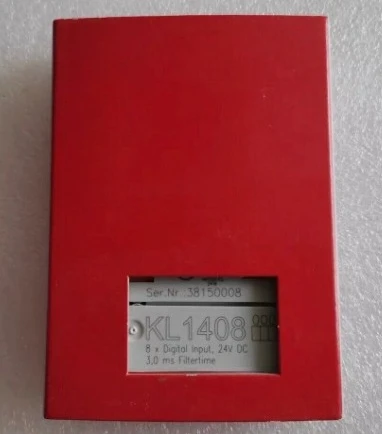 Ser.Nr.:38150008
KL1408
8 x Digital Input, 24V DC
3,0 ms Filtertime